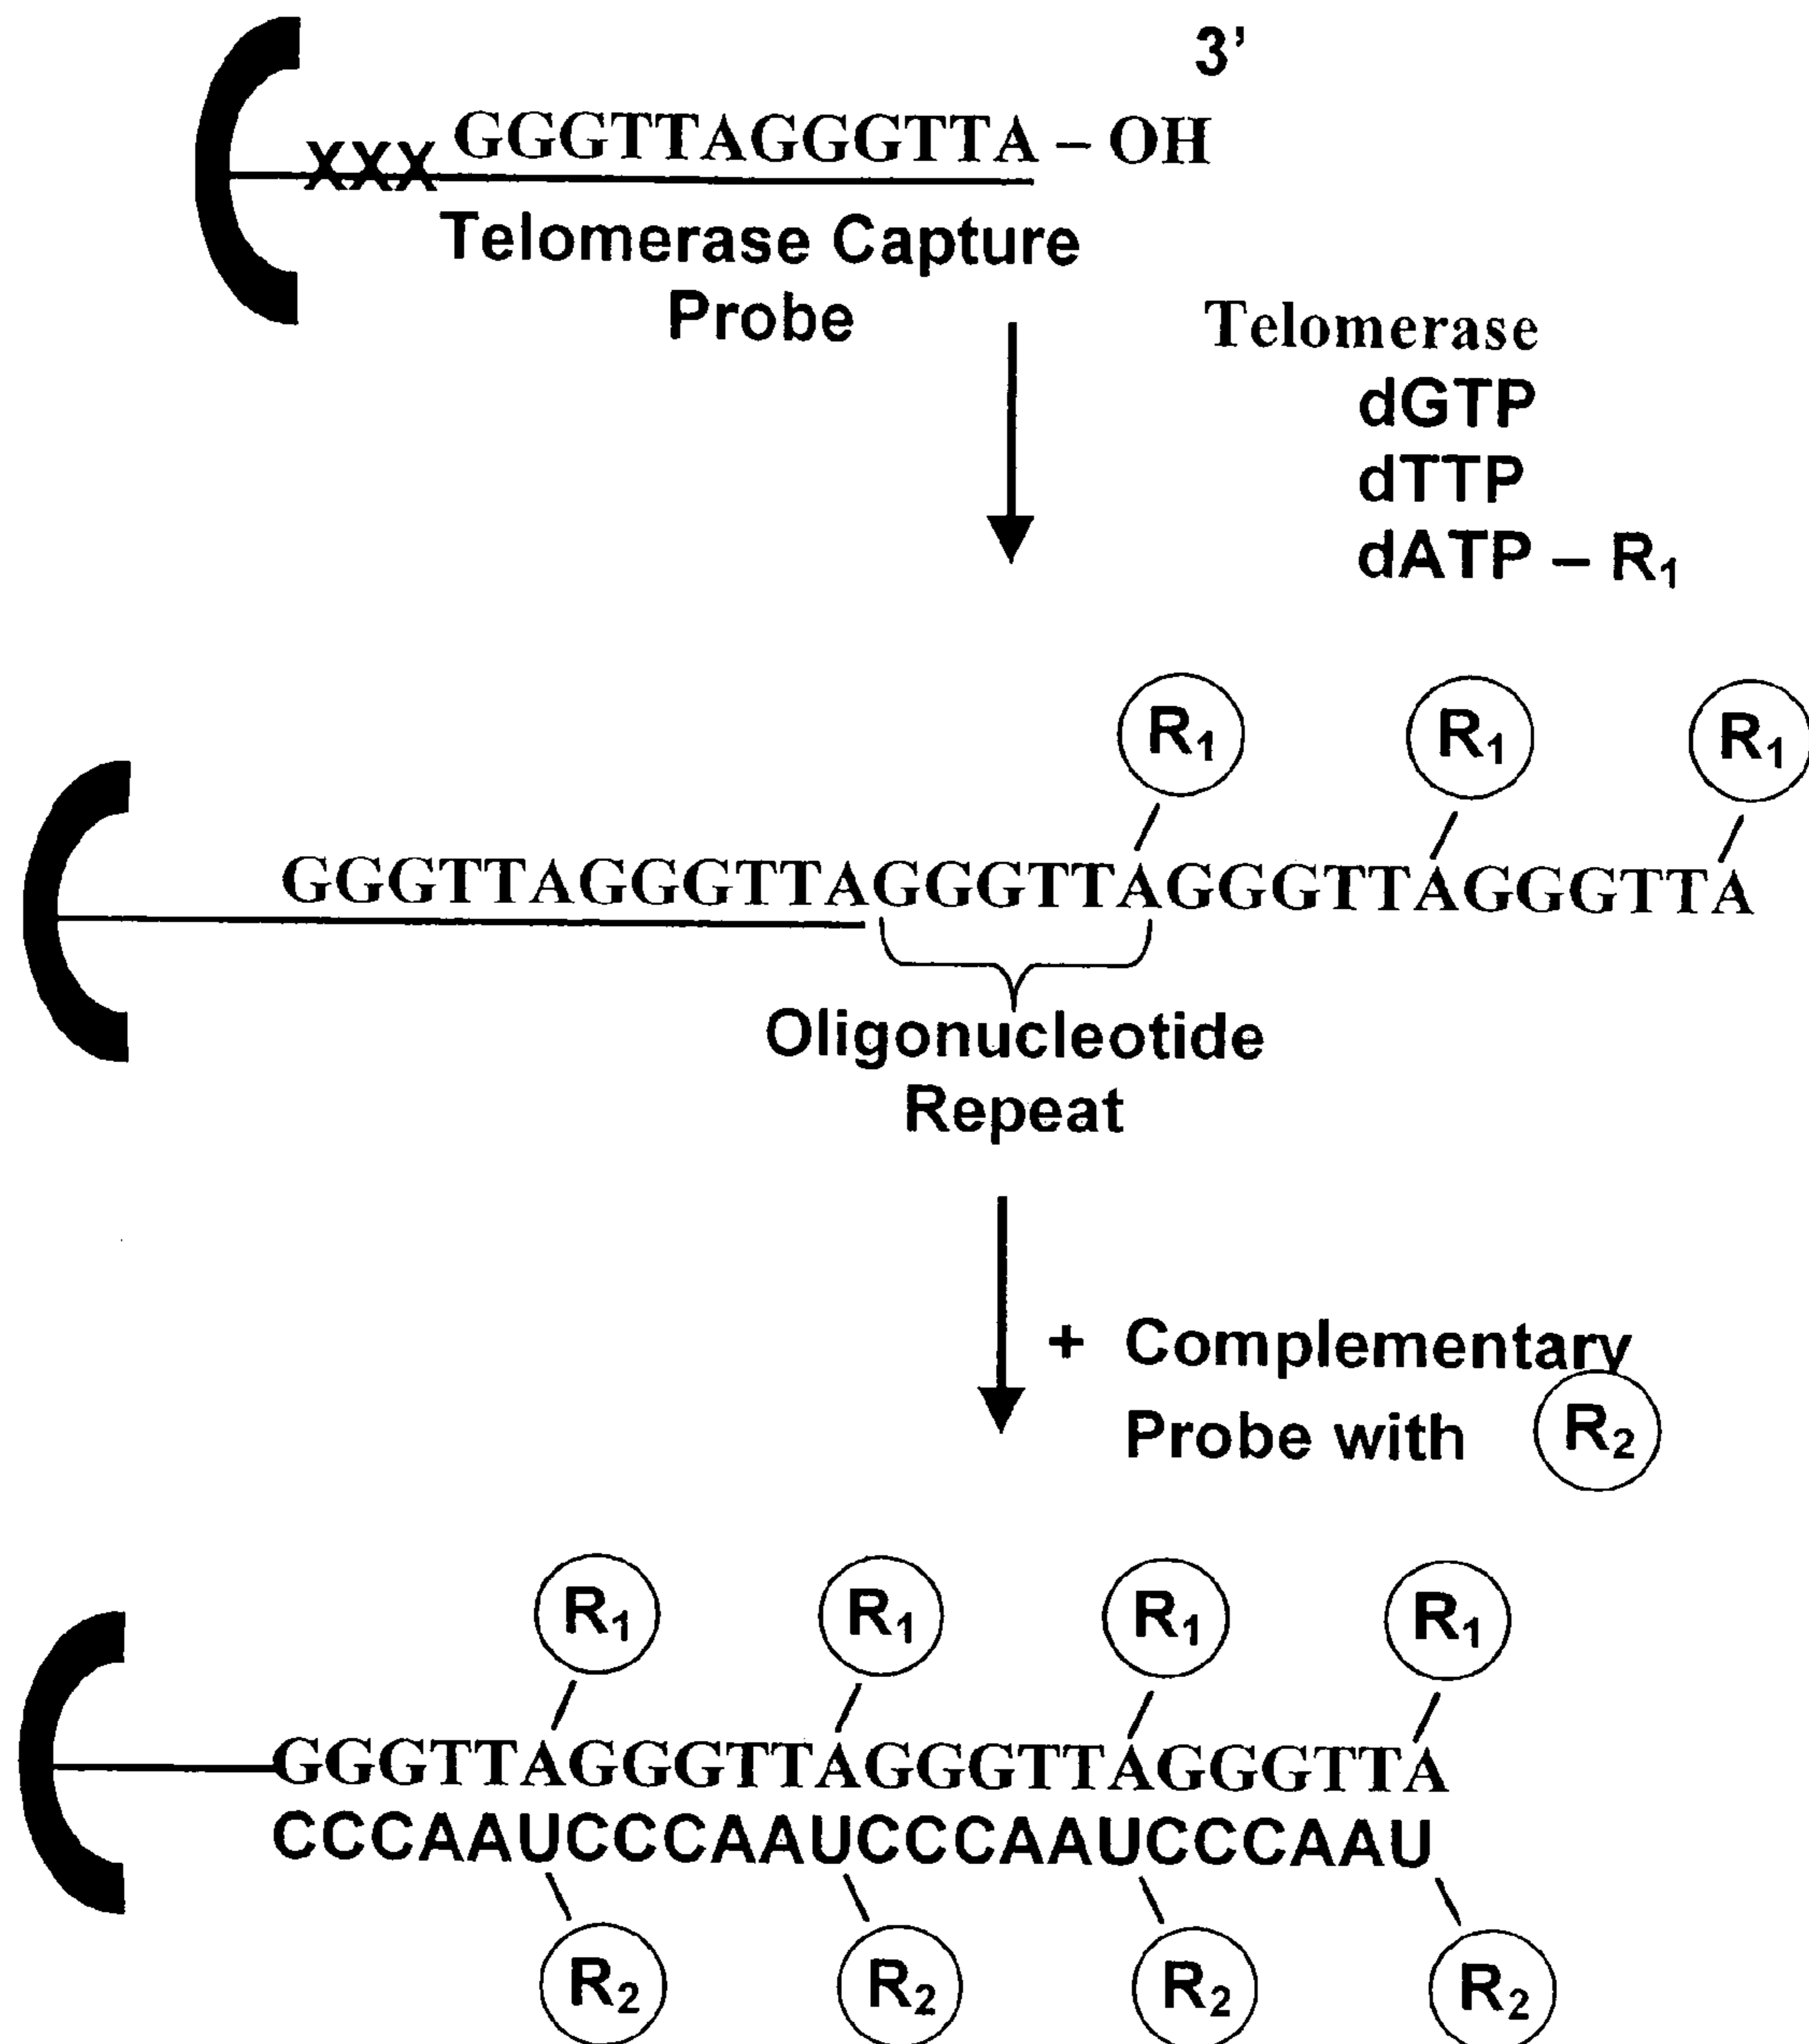 3'
XXX GGGTTAGGGTTA – OH
Telomerase Capture
Probe
Telomerase
dGTP
dTTP
dATP – R₁
R₁ R₁ R₁
GGGTTAGGGTTAGGGTTAGGGTTAGGGTTA
Oligonucleotide
Repeat
+ Complementary
Probe with R₂
R₁ R₁ R₁ R₁
GGGTTAGGGTTAGGGTTAGGGTTA
CCCAAUCCCAAUCCCAAUCCCAAU
R₂ R₂ R₂ R₂